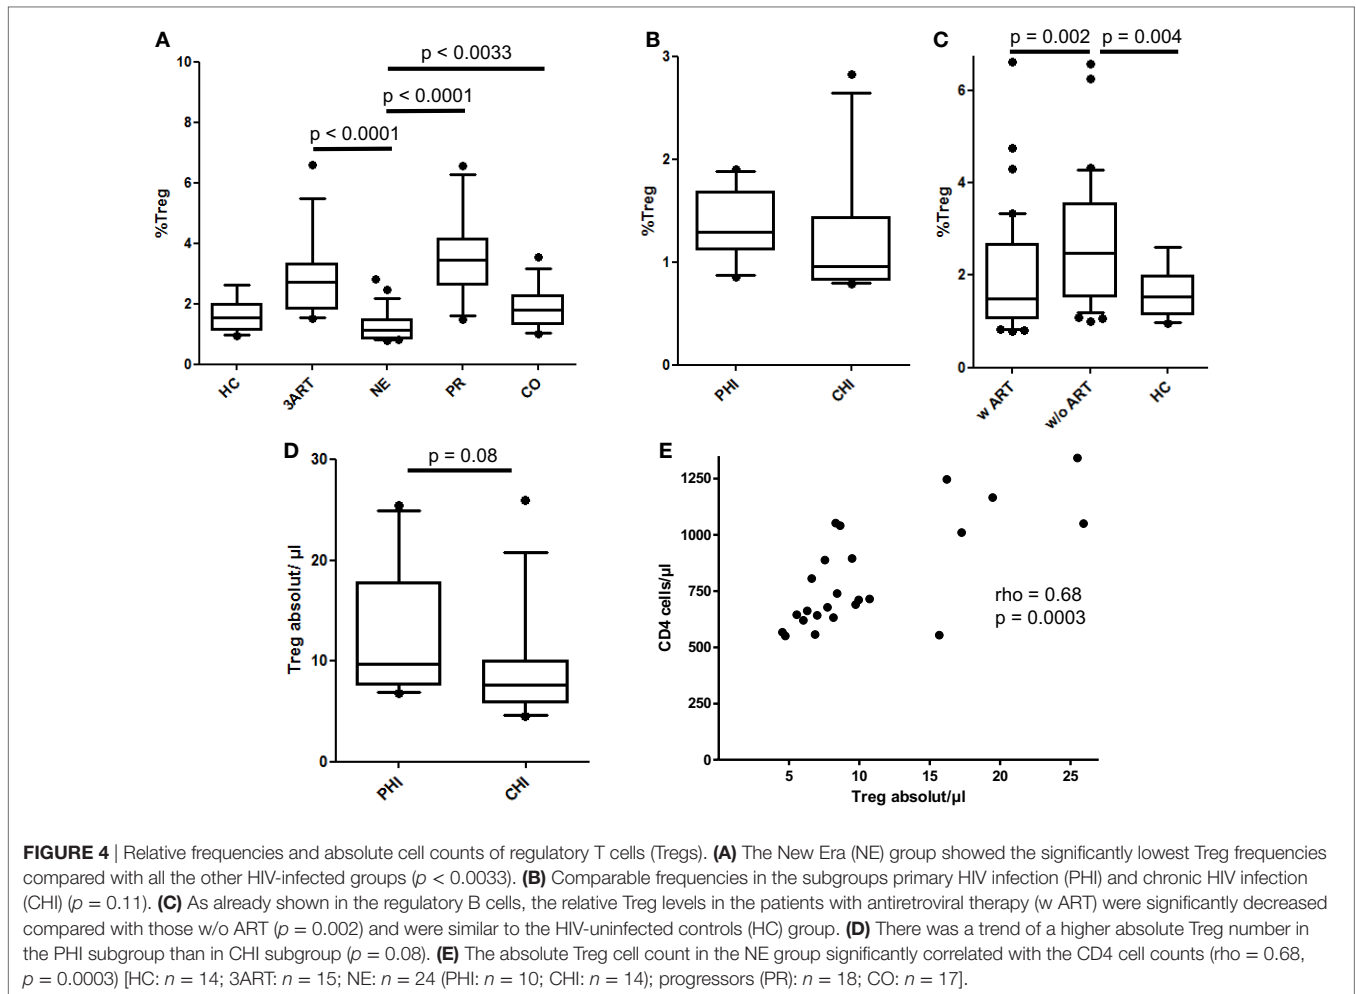 A
p < 0.0033
p < 0.0001
p < 0.0001
10
8
6
4
2
0
%Treg
HC
3ART
NE
PR
CO
B
3
2
1
0
%Treg
PHI
CHI
C
p = 0.002
p = 0.004
6
4
2
0
%Treg
w ART
w/o ART
HC
D
p = 0.08
30
20
10
0
Treg absolut/ µl
PHI
CHI
E
1250
1000
750
500
250
0
CD4 cells/µl
rho = 0.68
p = 0.0003
5
10
15
20
25
Treg absolut/µl
FIGURE 4 | Relative frequencies and absolute cell counts of regulatory T cells (Tregs). (A) The New Era (NE) group showed the significantly lowest Treg frequencies
compared with all the other HIV-infected groups (p < 0.0033). (B) Comparable frequencies in the subgroups primary HIV infection (PHI) and chronic HIV infection
(CHI) (p = 0.11). (C) As already shown in the regulatory B cells, the relative Treg levels in the patients with antiretroviral therapy (w ART) were significantly decreased
compared with those w/o ART (p = 0.002) and were similar to the HIV-uninfected controls (HC) group. (D) There was a trend of a higher absolute Treg number in
the PHI subgroup than in CHI subgroup (p = 0.08). (E) The absolute Treg cell count in the NE group significantly correlated with the CD4 cell counts (rho = 0.68,
p = 0.0003) [HC: n = 14; 3ART: n = 15; NE: n = 24 (PHI: n = 10; CHI: n = 14); progressors (PR): n = 18; CO: n = 17].